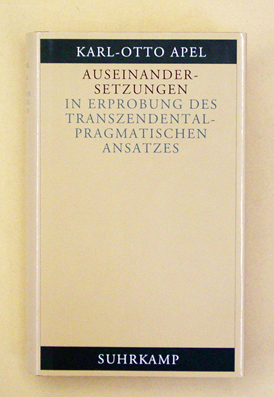 KARL-OTTO APEL
AUSEINANDER-
SETZUNGEN
IN ERPROBUNG DES
TRANSZENDENTAL-
PRAGMATISCHEN
ANSATZES
SUHRKAMP